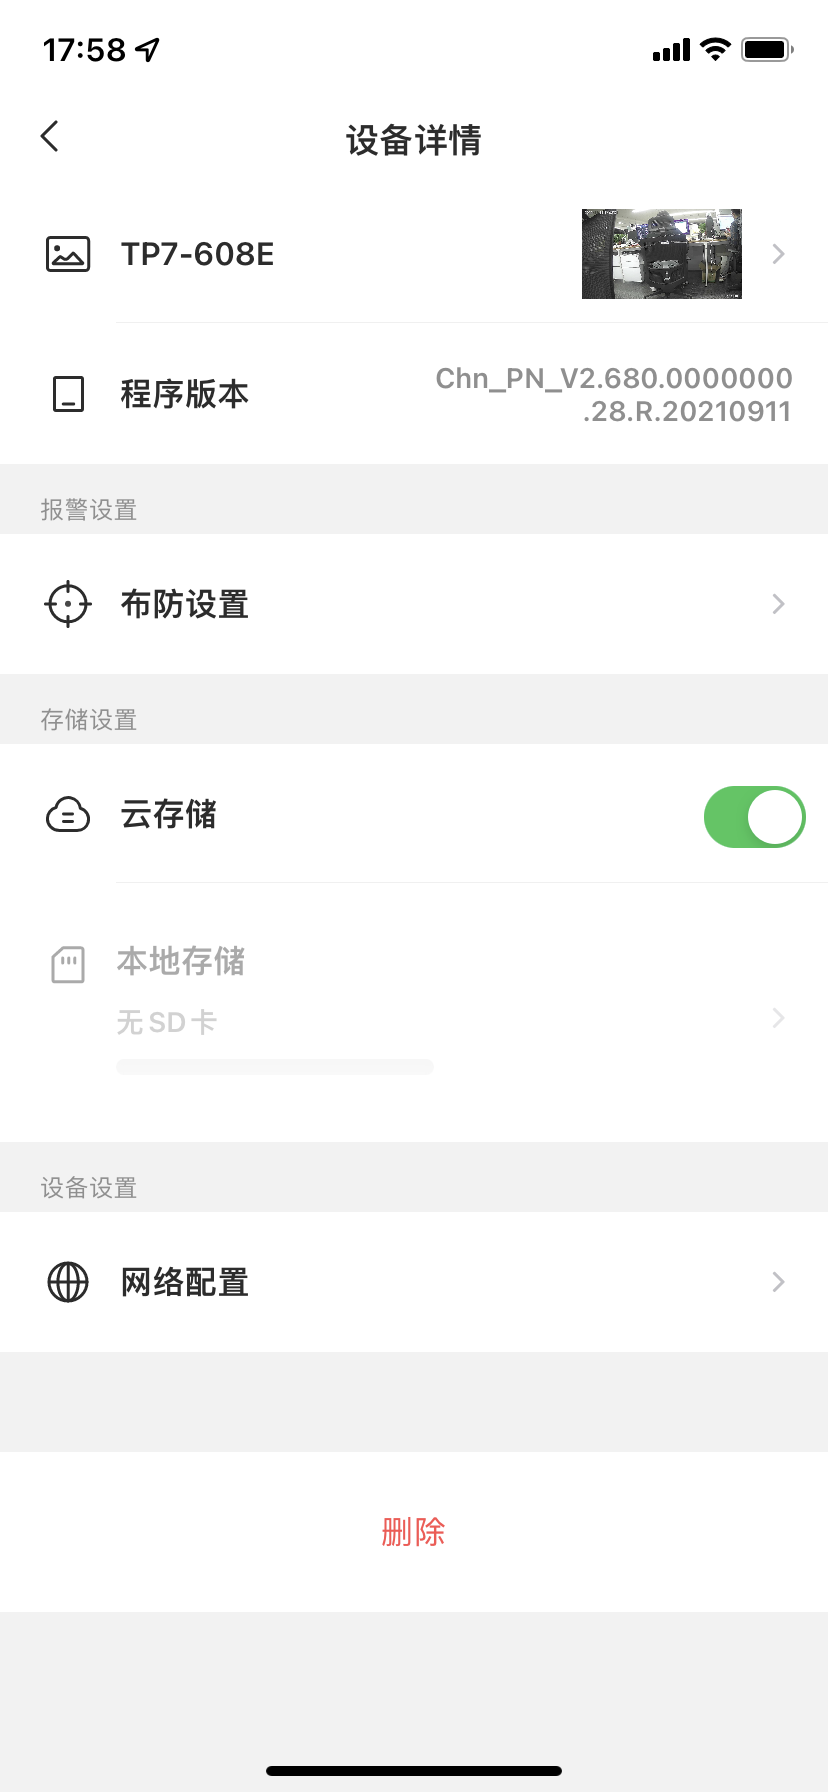 17:58
设备详情
TP7-608E
程序版本
Chn_PN_V2.680.0000000
.28.R.20210911
报警设置
布防设置
存储设置
云存储
本地存储
无SD卡
设备设置
网络配置
删除